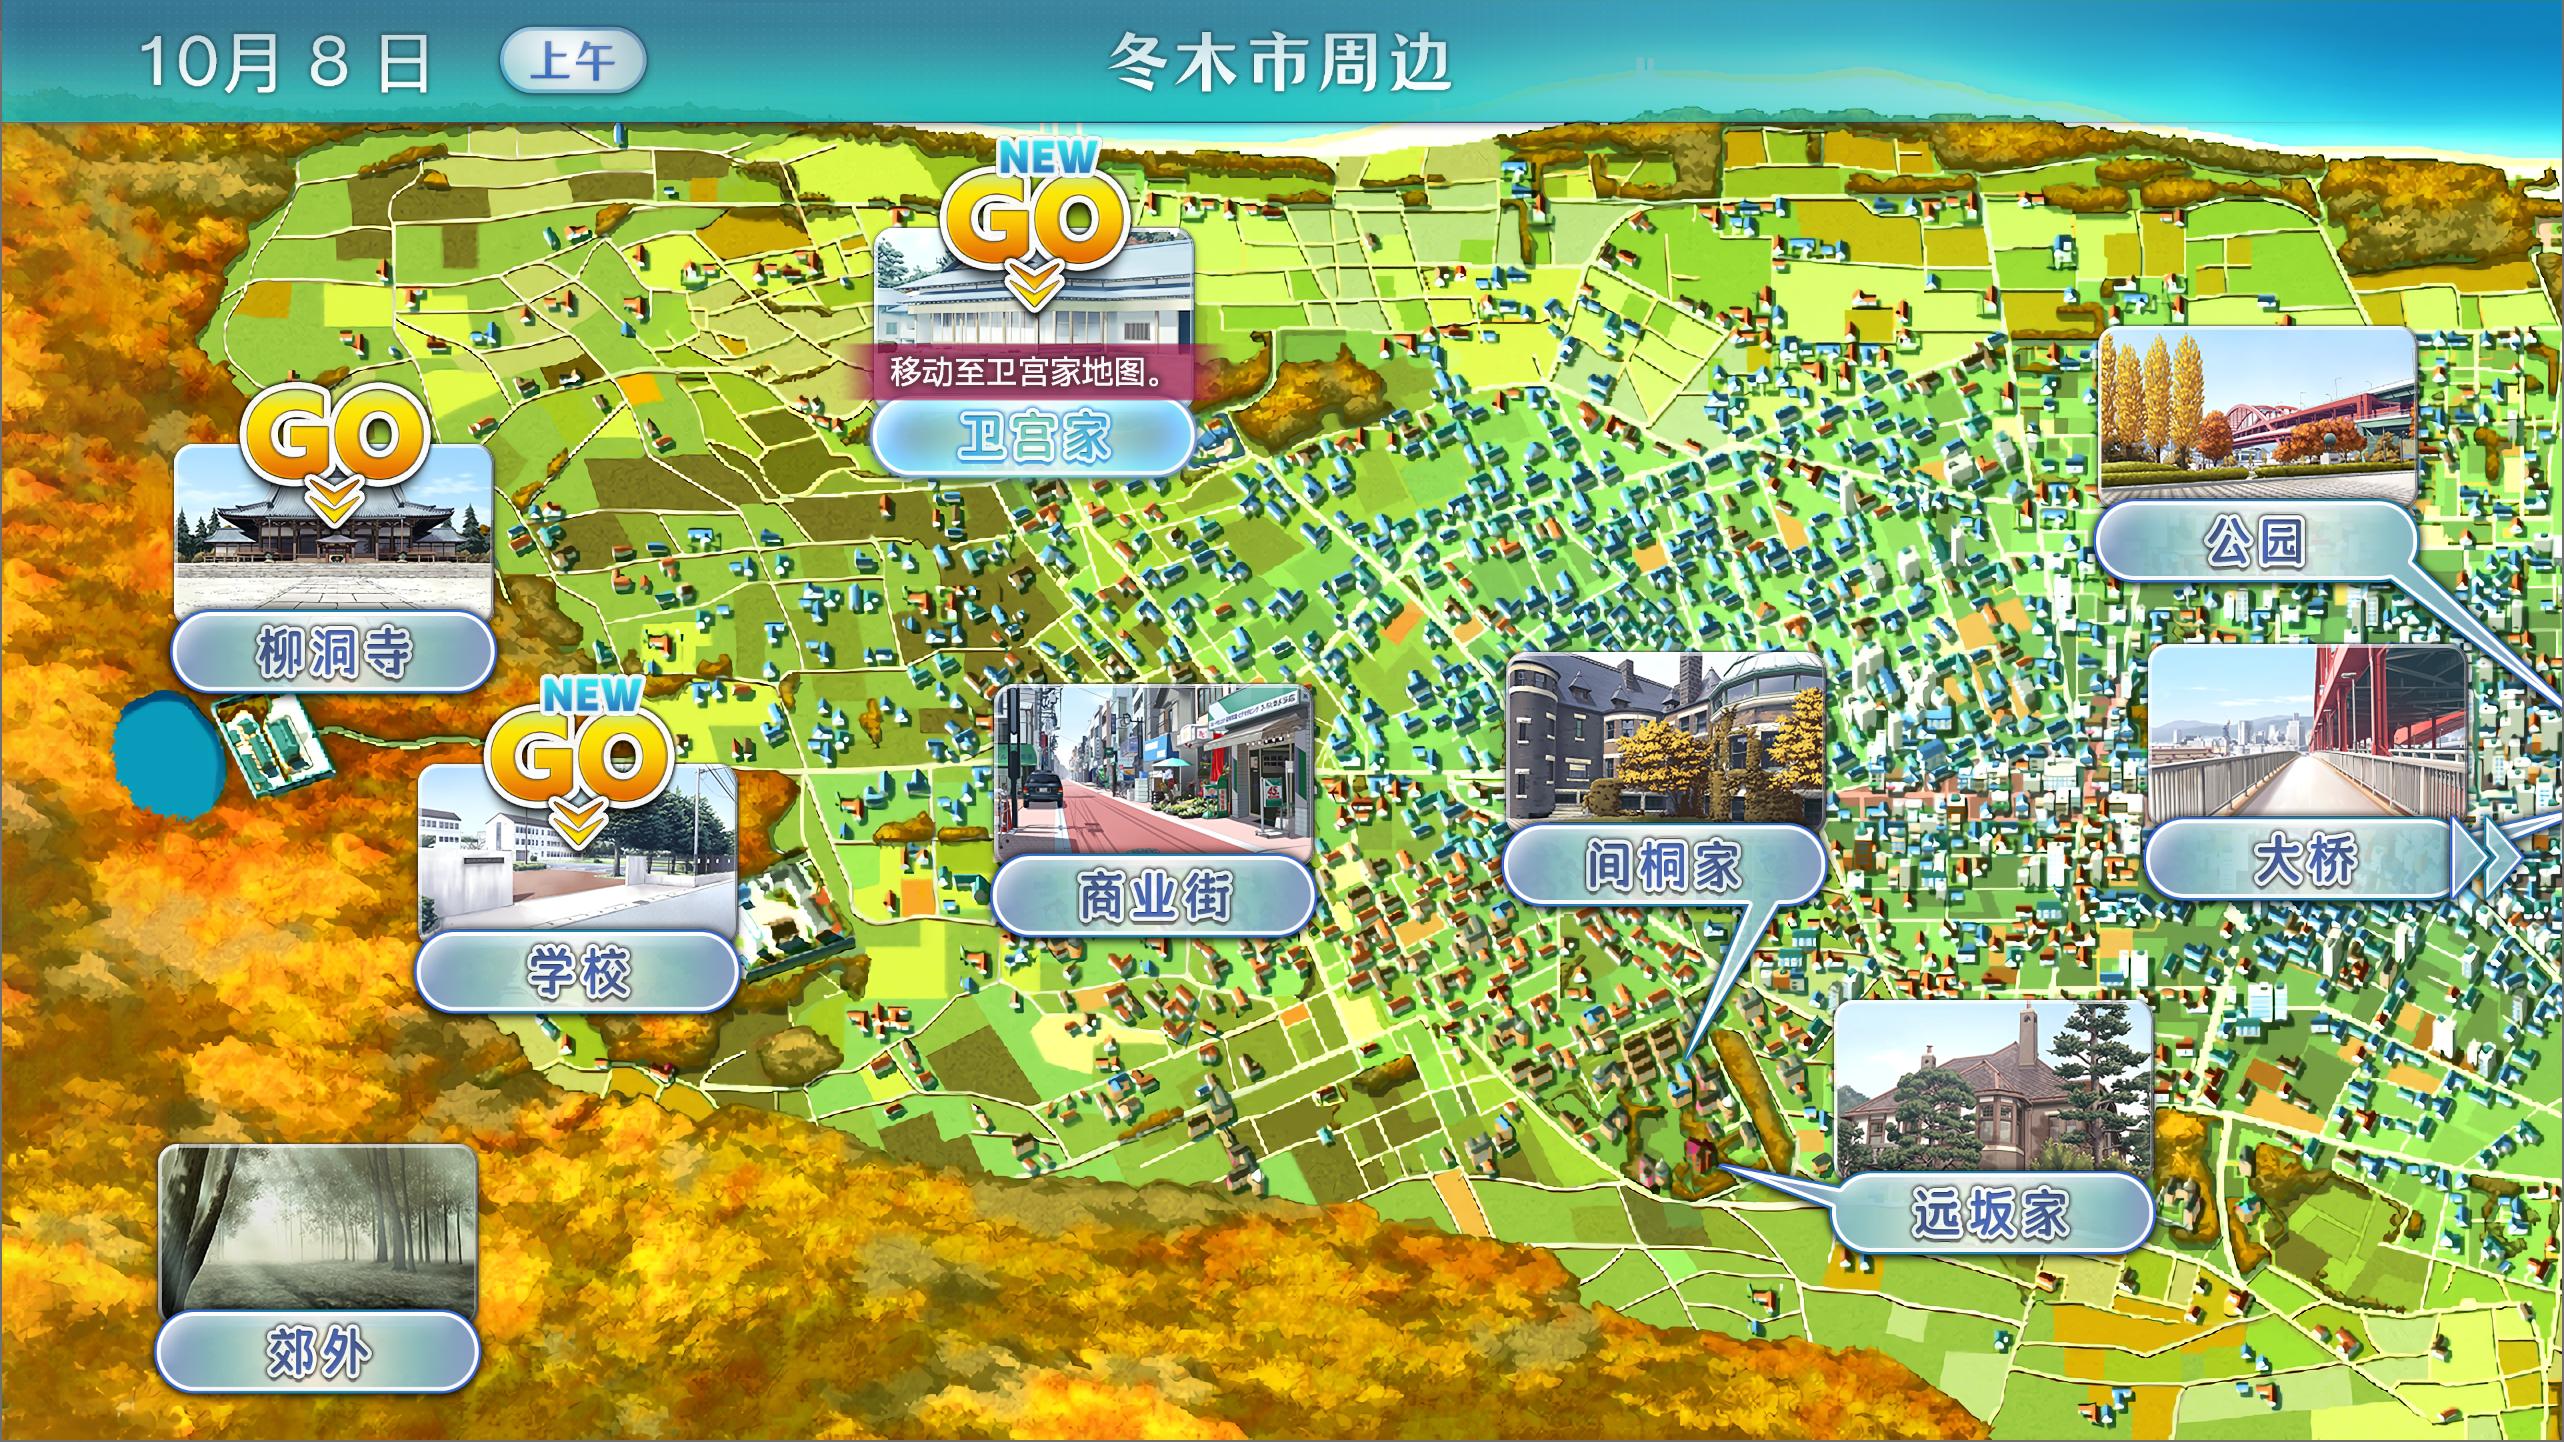 10月 8 日
上午
冬木市周边
NEW
GO
移动至卫宫家地图。
卫宫家
GO
柳洞寺
公园
NEW
GO
学校
商业街
间桐家
大桥
远坂家
郊外